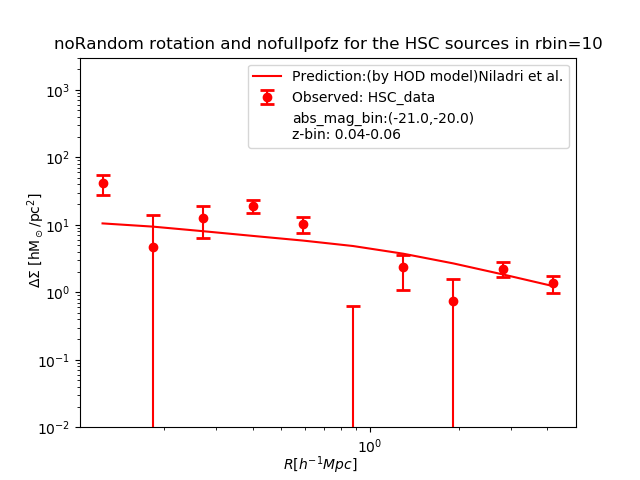 noRandom rotation and nofullpofz for the HSC sources in rbin=10
Prediction:(by HOD model)Niladri et al.
Observed: HSC_data
abs_mag_bin:(-21.0,-20.0)
z-bin: 0.04-0.06
ΔΣ [hM⊙/pc²]
10³
10²
10¹
10⁰
10⁻¹
10⁻²
10⁰
R[h⁻¹Mpc]